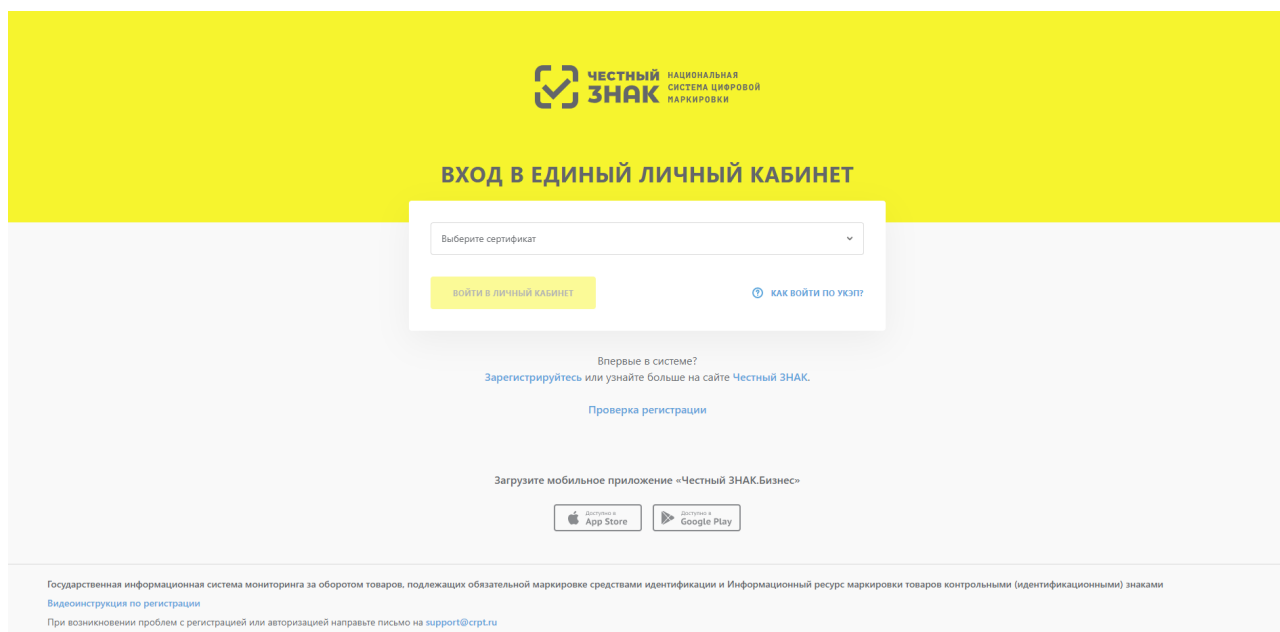 ЧЕСТНЫЙ ЗНАК
НАЦИОНАЛЬНАЯ СИСТЕМА ЦИФРОВОЙ МАРКИРОВКИ
ВХОД В ЕДИНЫЙ ЛИЧНЫЙ КАБИНЕТ
Выберите сертификат
ВОЙТИ В ЛИЧНЫЙ КАБИНЕТ
КАК ВОЙТИ ПО УКЭП?
Впервые в системе?
Зарегистрируйтесь или узнайте больше на сайте Честный ЗНАК.
Проверка регистрации
Загрузите мобильное приложение «Честный ЗНАК.Бизнес»
Доступно в
App Store
Доступно в
Google Play
Государственная информационная система мониторинга за оборотом товаров, подлежащих обязательной маркировке средствами идентификации и Информационный ресурс маркировки товаров контрольными (идентификационными) знаками
Видеоинструкция по регистрации
При возникновении проблем с регистрацией или авторизацией направьте письмо на support@crpt.ru